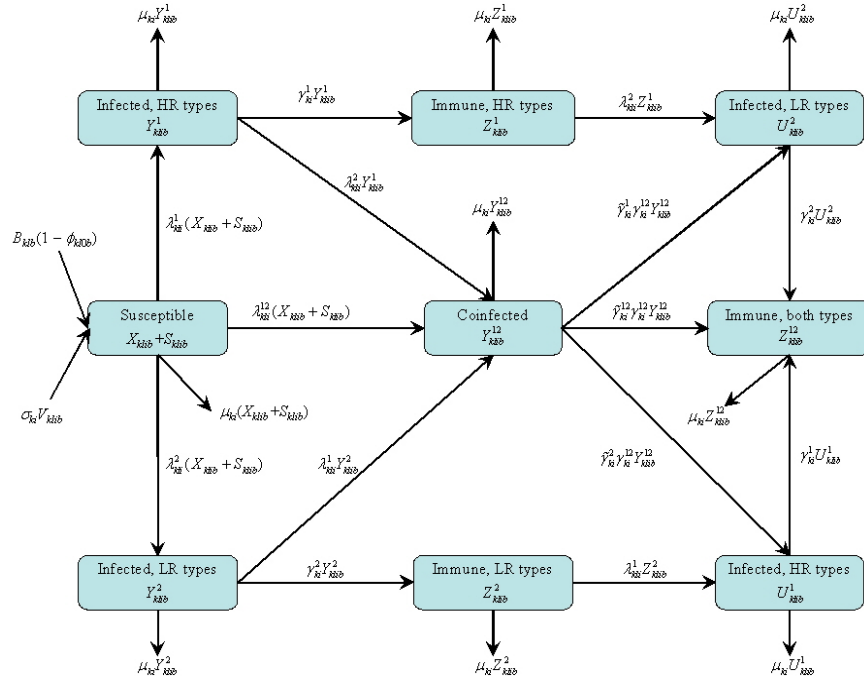 μ_{ki}Y^1_{klib}
μ_{ki}Z^1_{klib}
μ_{ki}U^2_{klib}
Infected, HR types
Y^1_{klib}
γ^1_{ki}Y^1_{klib}
Immune, HR types
Z^1_{klib}
λ^2_{kli}Z^1_{klib}
Infected, LR types
U^2_{klib}
λ^2_{kli}Y^1_{klib}
λ^1_{kli}(X_{klib} + S_{klib})
μ_{ki}Y^{12}_{klib}
γ̃^1_{ki}γ^{12}_{ki}Y^{12}_{klib}
γ^2_{ki}U^2_{klib}
B_{klb}(1 − ϕ_{kl0b})
Susceptible
X_{klib} + S_{klib}
λ^{12}_{kli}(X_{klib} + S_{klib})
Coinfected
Y^{12}_{klib}
γ̃^{12}_{ki}γ^{12}_{ki}Y^{12}_{klib}
Immune, both types
Z^{12}_{klib}
σ_{ki}V_{klib}
μ_{ki}(X_{klib} + S_{klib})
μ_{ki}Z^{12}_{klib}
λ^2_{kli}(X_{klib} + S_{klib})
λ^1_{kli}Y^2_{klib}
γ̃^2_{ki}γ^{12}_{ki}Y^{12}_{klib}
γ^1_{ki}U^1_{klib}
Infected, LR types
Y^2_{klib}
γ^2_{ki}Y^2_{klib}
Immune, LR types
Z^2_{klib}
λ^1_{kli}Z^2_{klib}
Infected, HR types
U^1_{klib}
μ_{ki}Y^2_{klib}
μ_{ki}Z^2_{klib}
μ_{ki}U^1_{klib}